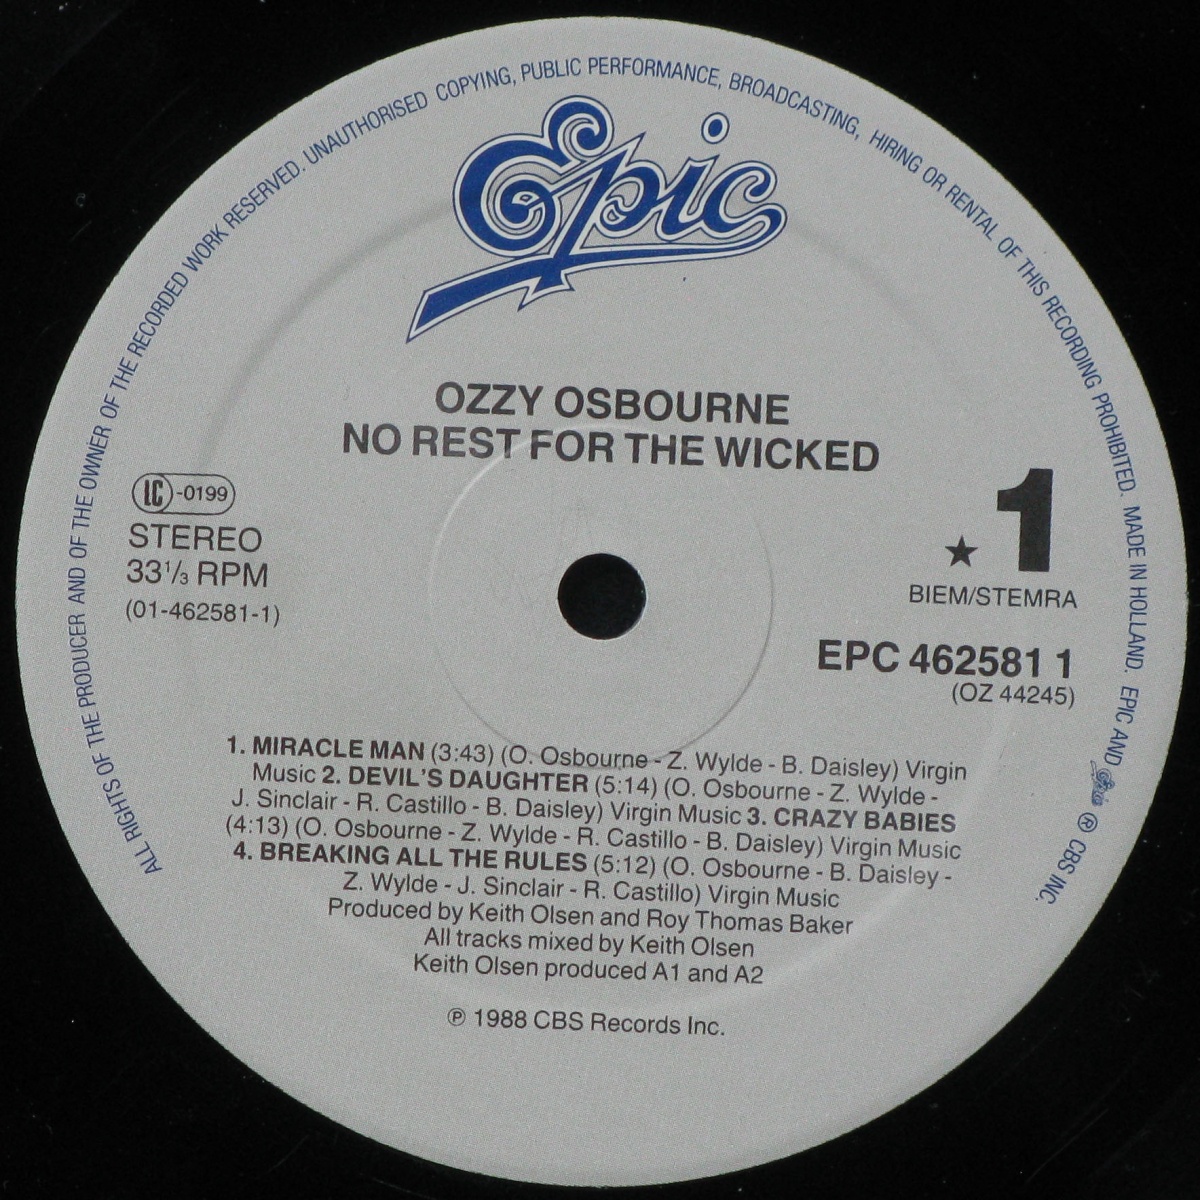 ALL RIGHTS OF THE PRODUCER AND OF THE OWNER OF THE RECORDED WORK RESERVED. UNAUTHORISED COPYING, PUBLIC PERFORMANCE, BROADCASTING, HIRING OR RENTAL OF THIS RECORDING PROHIBITED. MADE IN HOLLAND. EPIC AND Epic ℗ CBS INC.
Epic
OZZY OSBOURNE
NO REST FOR THE WICKED
LC-0199
STEREO
33 1/3 RPM
(01-462581-1)
★ 1
BIEM/STEMRA
EPC 462581 1
(OZ 44245)
1. MIRACLE MAN (3:43) (O. Osbourne - Z. Wylde - B. Daisley) Virgin
Music 2. DEVIL'S DAUGHTER (5:14) (O. Osbourne - Z. Wylde -
J. Sinclair - R. Castillo - B. Daisley) Virgin Music 3. CRAZY BABIES
(4:13) (O. Osbourne - Z. Wylde - R. Castillo - B. Daisley) Virgin Music
4. BREAKING ALL THE RULES (5:12) (O. Osbourne - B. Daisley -
Z. Wylde - J. Sinclair - R. Castillo) Virgin Music
Produced by Keith Olsen and Roy Thomas Baker
All tracks mixed by Keith Olsen
Keith Olsen produced A1 and A2
℗ 1988 CBS Records Inc.